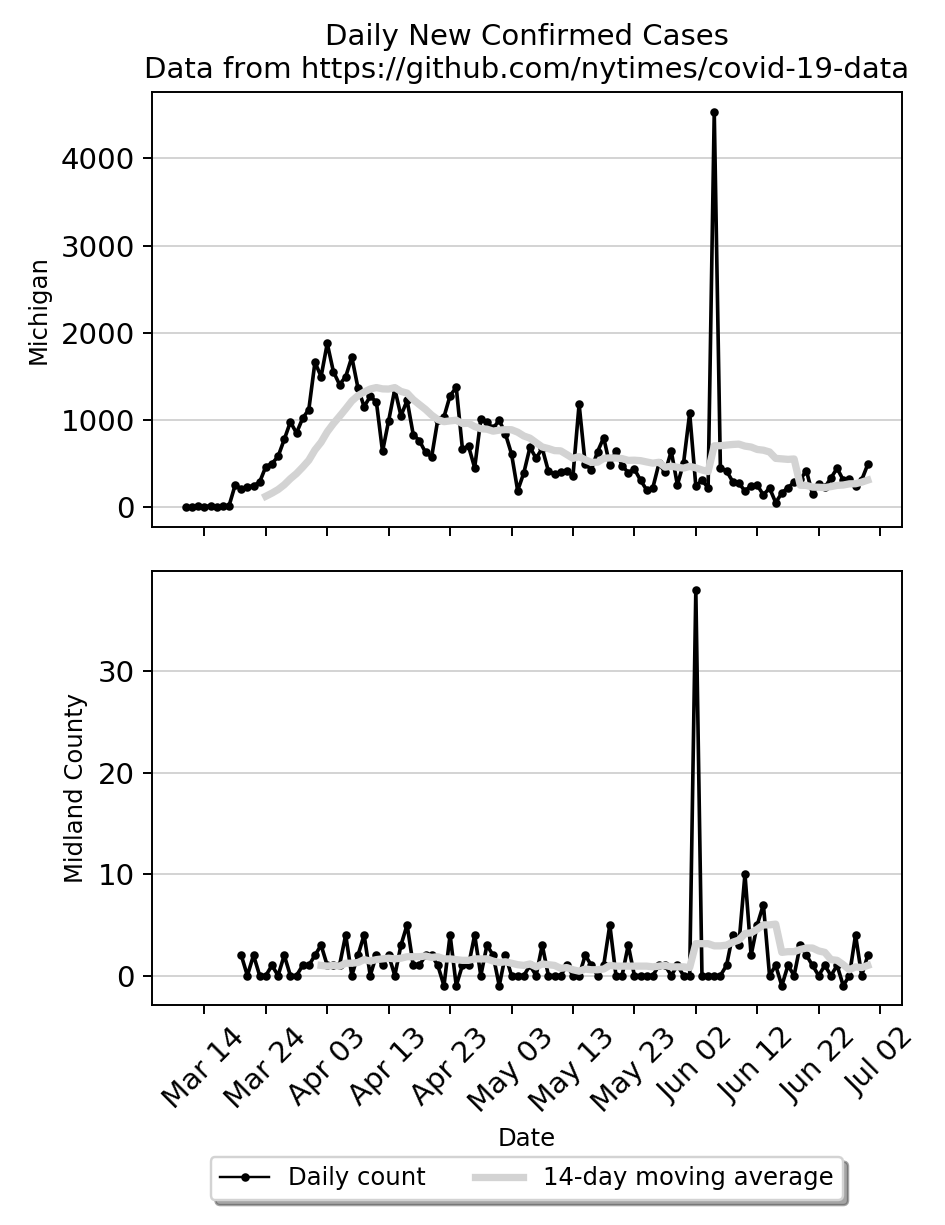 Daily New Confirmed Cases
Data from https://github.com/nytimes/covid-19-data
4000
3000
2000
1000
0
Michigan
30
20
10
0
Midland County
Mar 14
Mar 24
Apr 03
Apr 13
Apr 23
May 03
May 13
May 23
Jun 02
Jun 12
Jun 22
Jul 02
Date
Daily count
14-day moving average